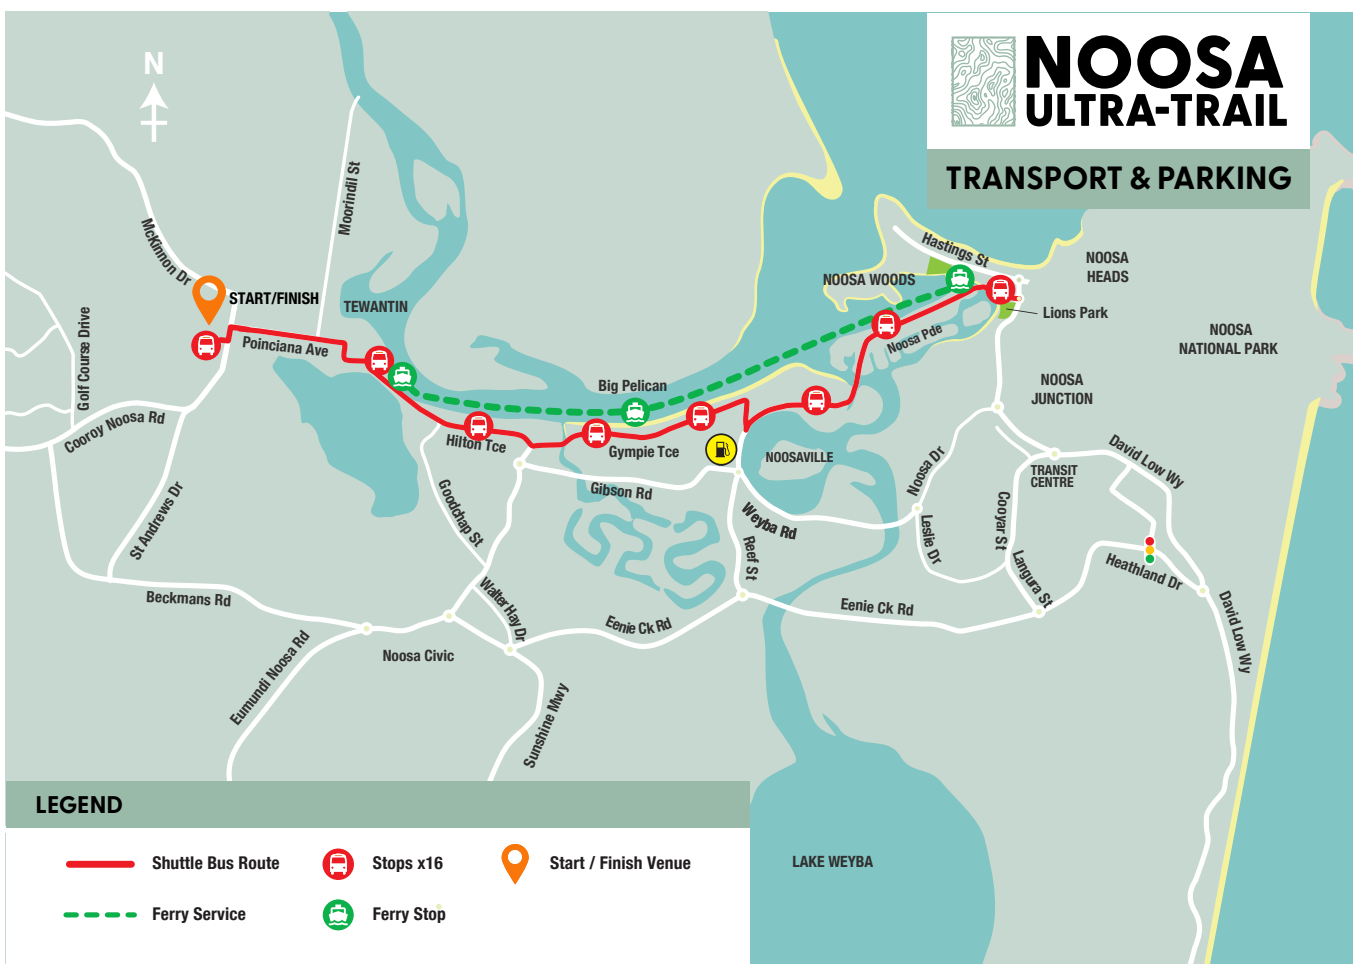 NOOSA
ULTRA-TRAIL
TRANSPORT & PARKING
N
McKinnon Dr
Moorindil St
START/FINISH
TEWANTIN
Golf Course Drive
Poinciana Ave
Cooroy Noosa Rd
St Andrews Dr
Beckmans Rd
Eumundi Noosa Rd
Noosa Civic
Hilton Tce
Goodchap St
Walter Hay Dr
Sunshine Mwy
Big Pelican
Gympie Tce
Gibson Rd
Eenie Ck Rd
Reef St
Weyba Rd
NOOSAVILLE
NOOSA WOODS
Hastings St
Noosa Pde
Lions Park
NOOSA
HEADS
NOOSA
NATIONAL PARK
NOOSA
JUNCTION
Noosa Dr
Leslie Dr
Cooyar St
Langura St
TRANSIT
CENTRE
David Low Wy
Heathland Dr
Eenie Ck Rd
David Low Wy
LAKE WEYBA
LEGEND
Shuttle Bus Route
Stops x16
Start / Finish Venue
Ferry Service
Ferry Stop